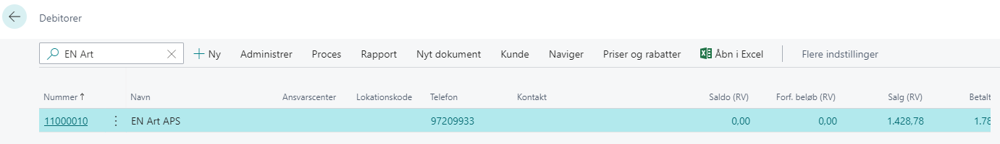 Debitorer
EN Art Ny Administrer Proces Rapport Nyt dokument Kunde Naviger Priser og rabatter Åbn i Excel Flere indstillinger
Nummer↑ Navn Ansvarscenter Lokationskode Telefon Kontakt Saldo (RV) Forf. beløb (RV) Salg (RV) Betalt
11000010 EN Art APS 97209933 0,00 0,00 1.428,78 1.78